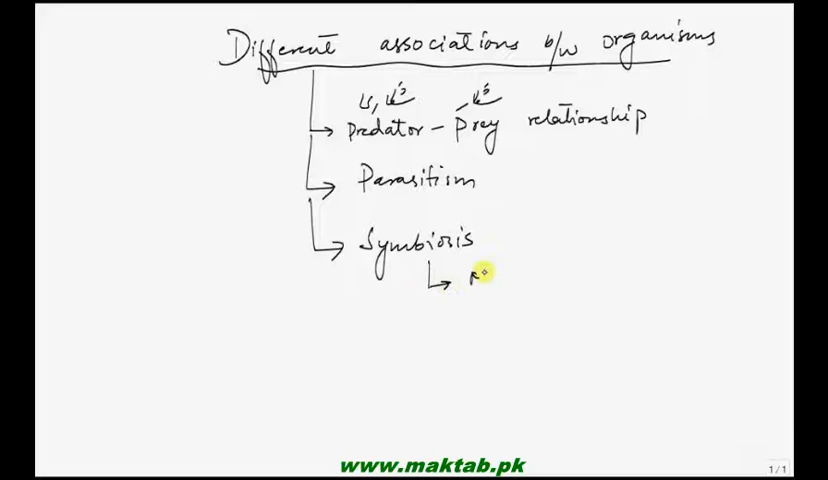 Different associations b/w organisms
Predator - Prey relationship
Parasitism
Symbiosis
www.maktab.pk
1/1